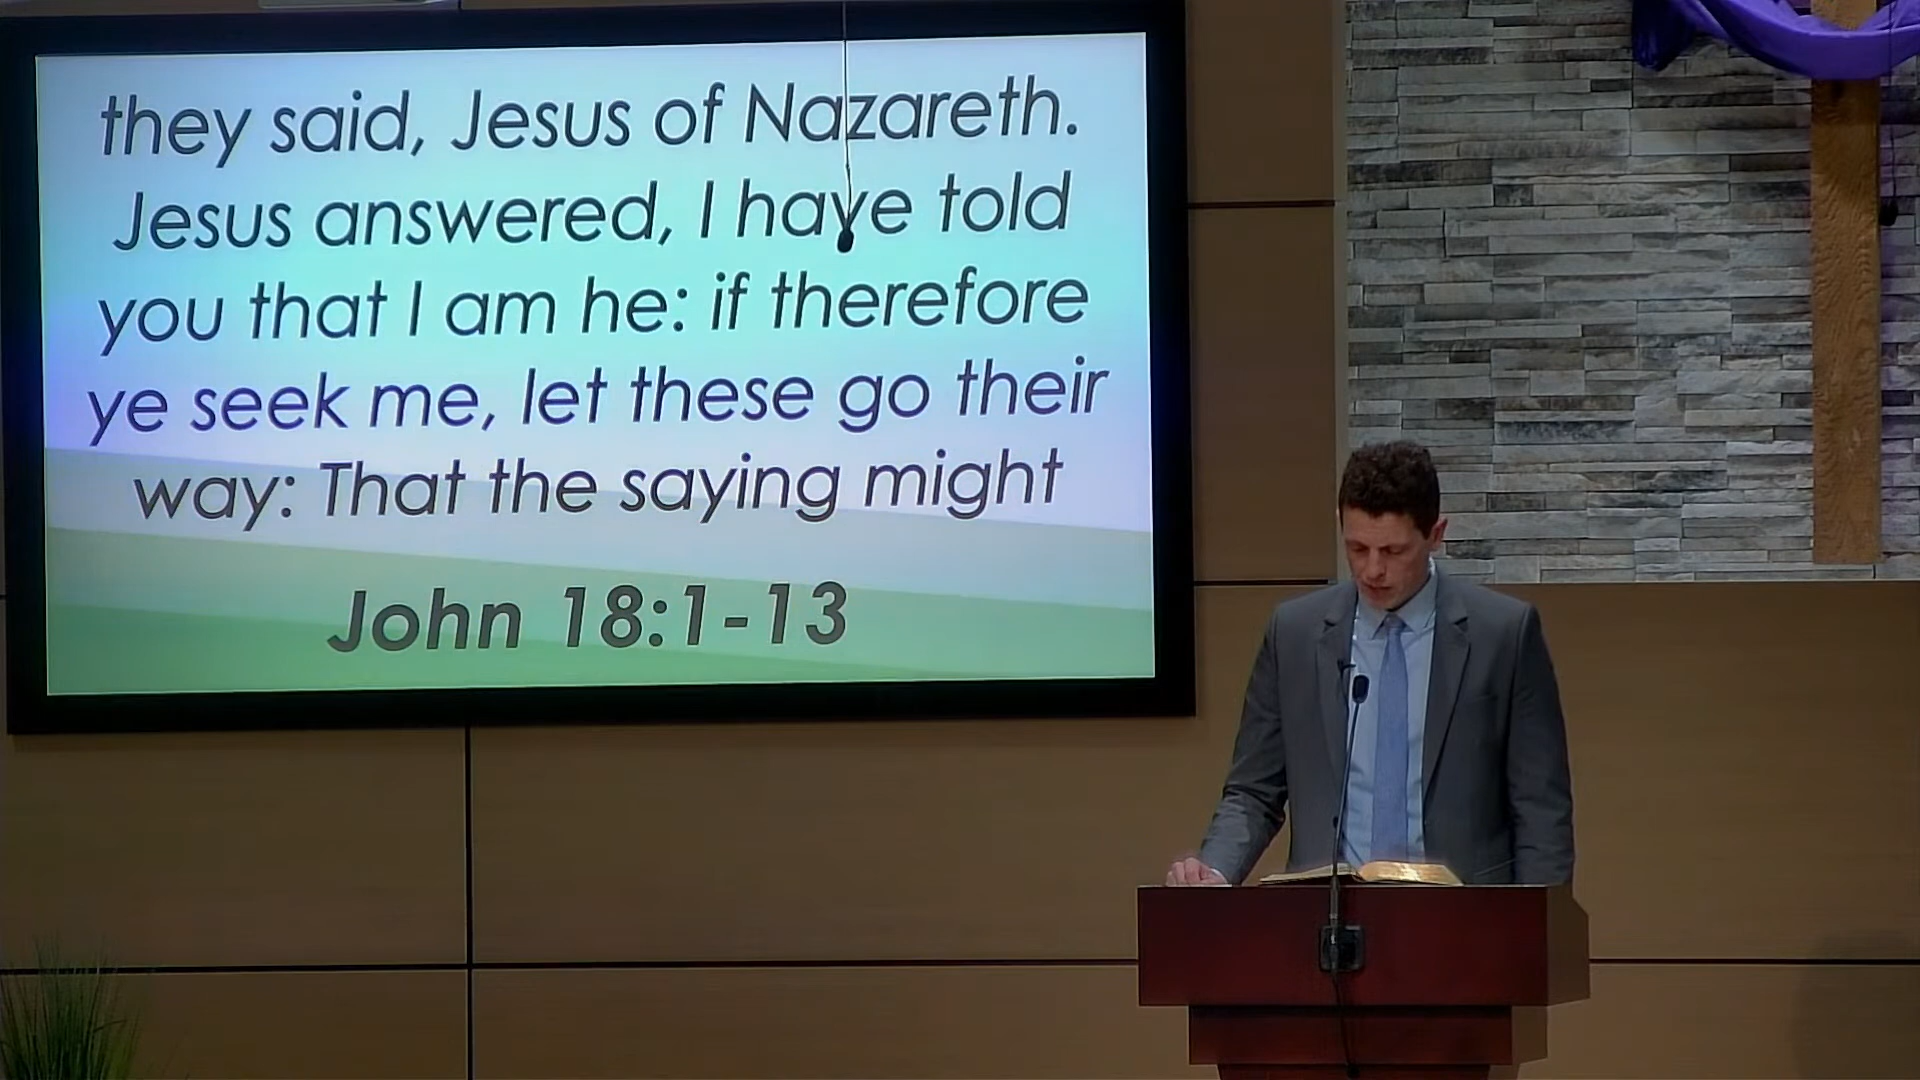 they said, Jesus of Nazareth.
Jesus answered, I have told
you that I am he: if therefore
ye seek me, let these go their
way: That the saying might
John 18:1-13